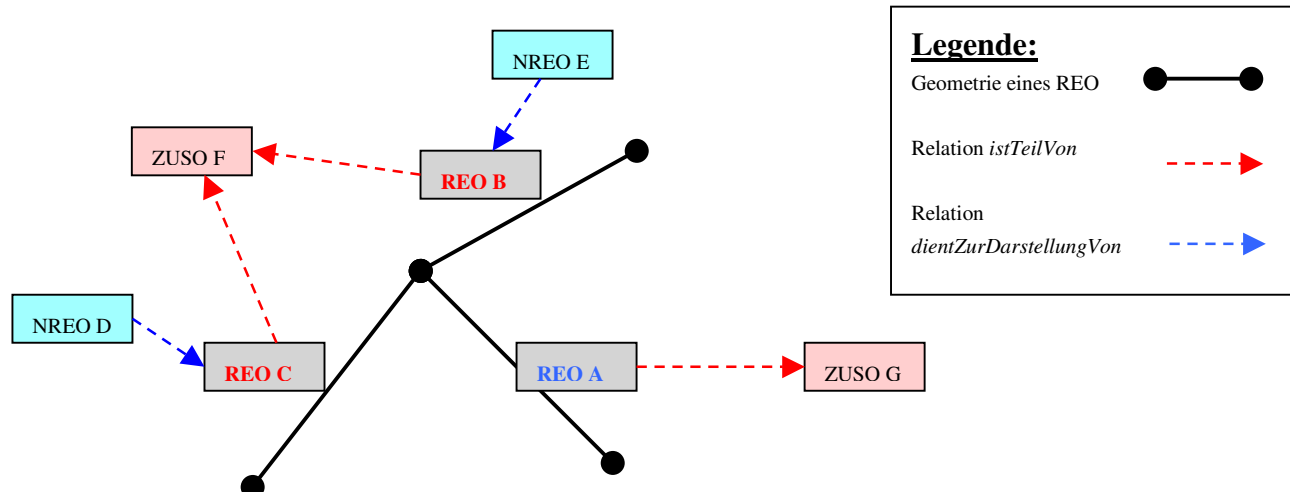 NREO E
ZUSO F
REO B
NREO D
REO C
REO A
ZUSO G
Legende:
Geometrie eines REO
Relation istTeilVon
Relation
dientZurDarstellungVon